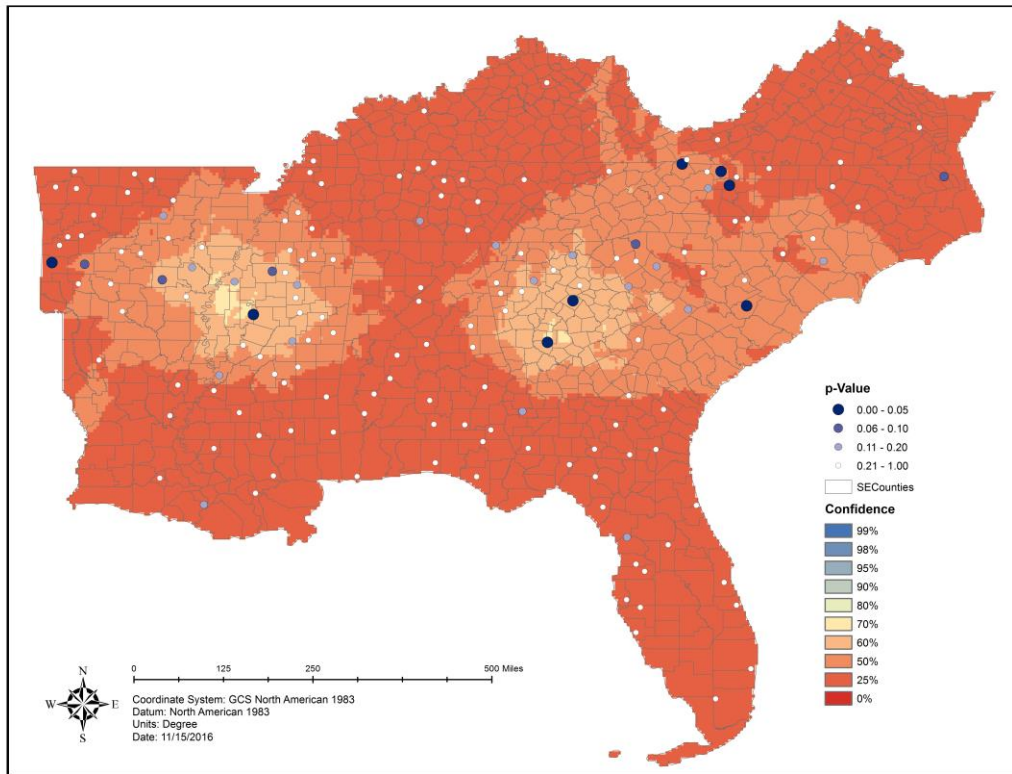 p-Value
0.00 - 0.05
0.06 - 0.10
0.11 - 0.20
0.21 - 1.00
SECounties
Confidence
99%
98%
95%
90%
80%
70%
60%
50%
25%
0%
0 125 250 500 Miles
N
W E
S
Coordinate System: GCS North American 1983
Datum: North American 1983
Units: Degree
Date: 11/15/2016